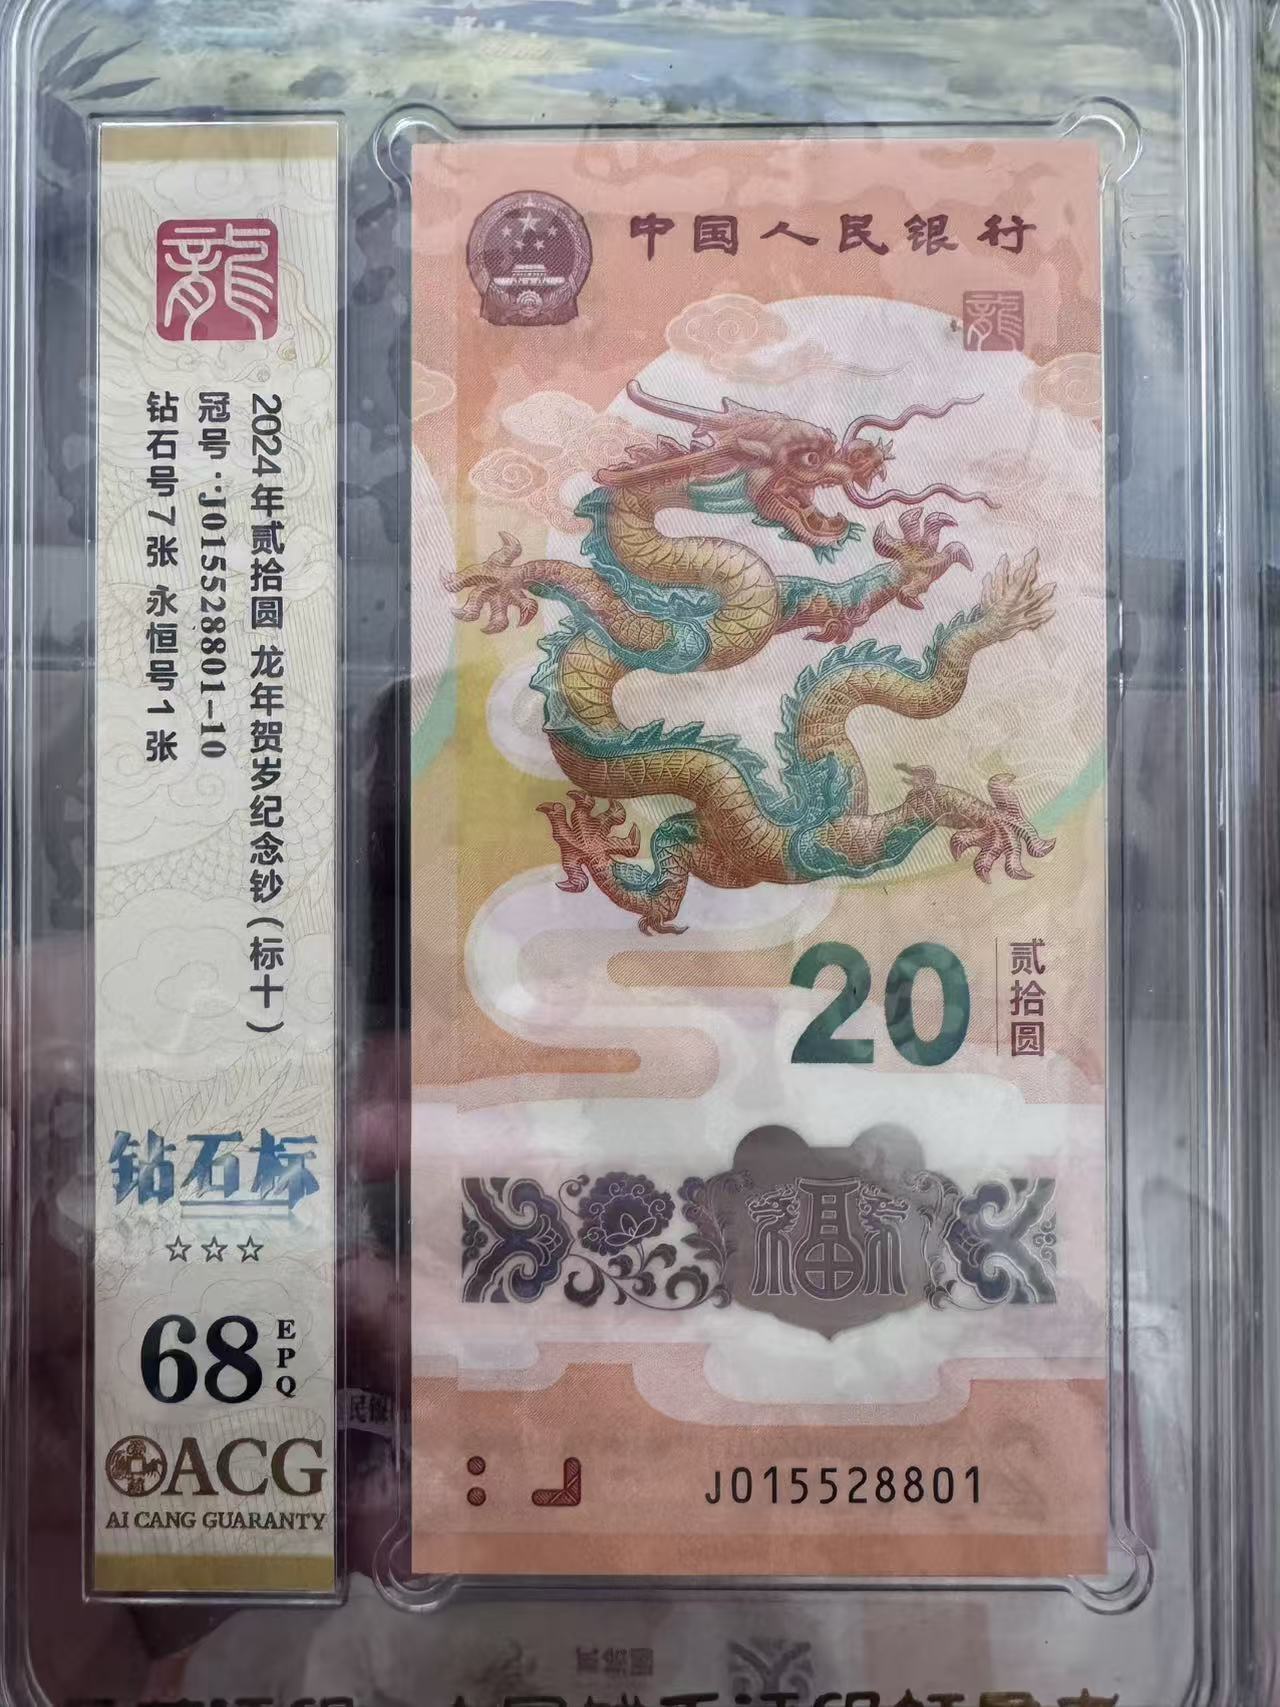 龍
2024年贰拾圆 龙年贺岁纪念钞(标十)
冠号:J015528801-10
钻石号7张 永恒号1张
钻石标
☆☆☆
68
EPQ
ACG
AI CANG GUARANTY
中国人民银行
龍
20
贰拾圆
福
J015528801